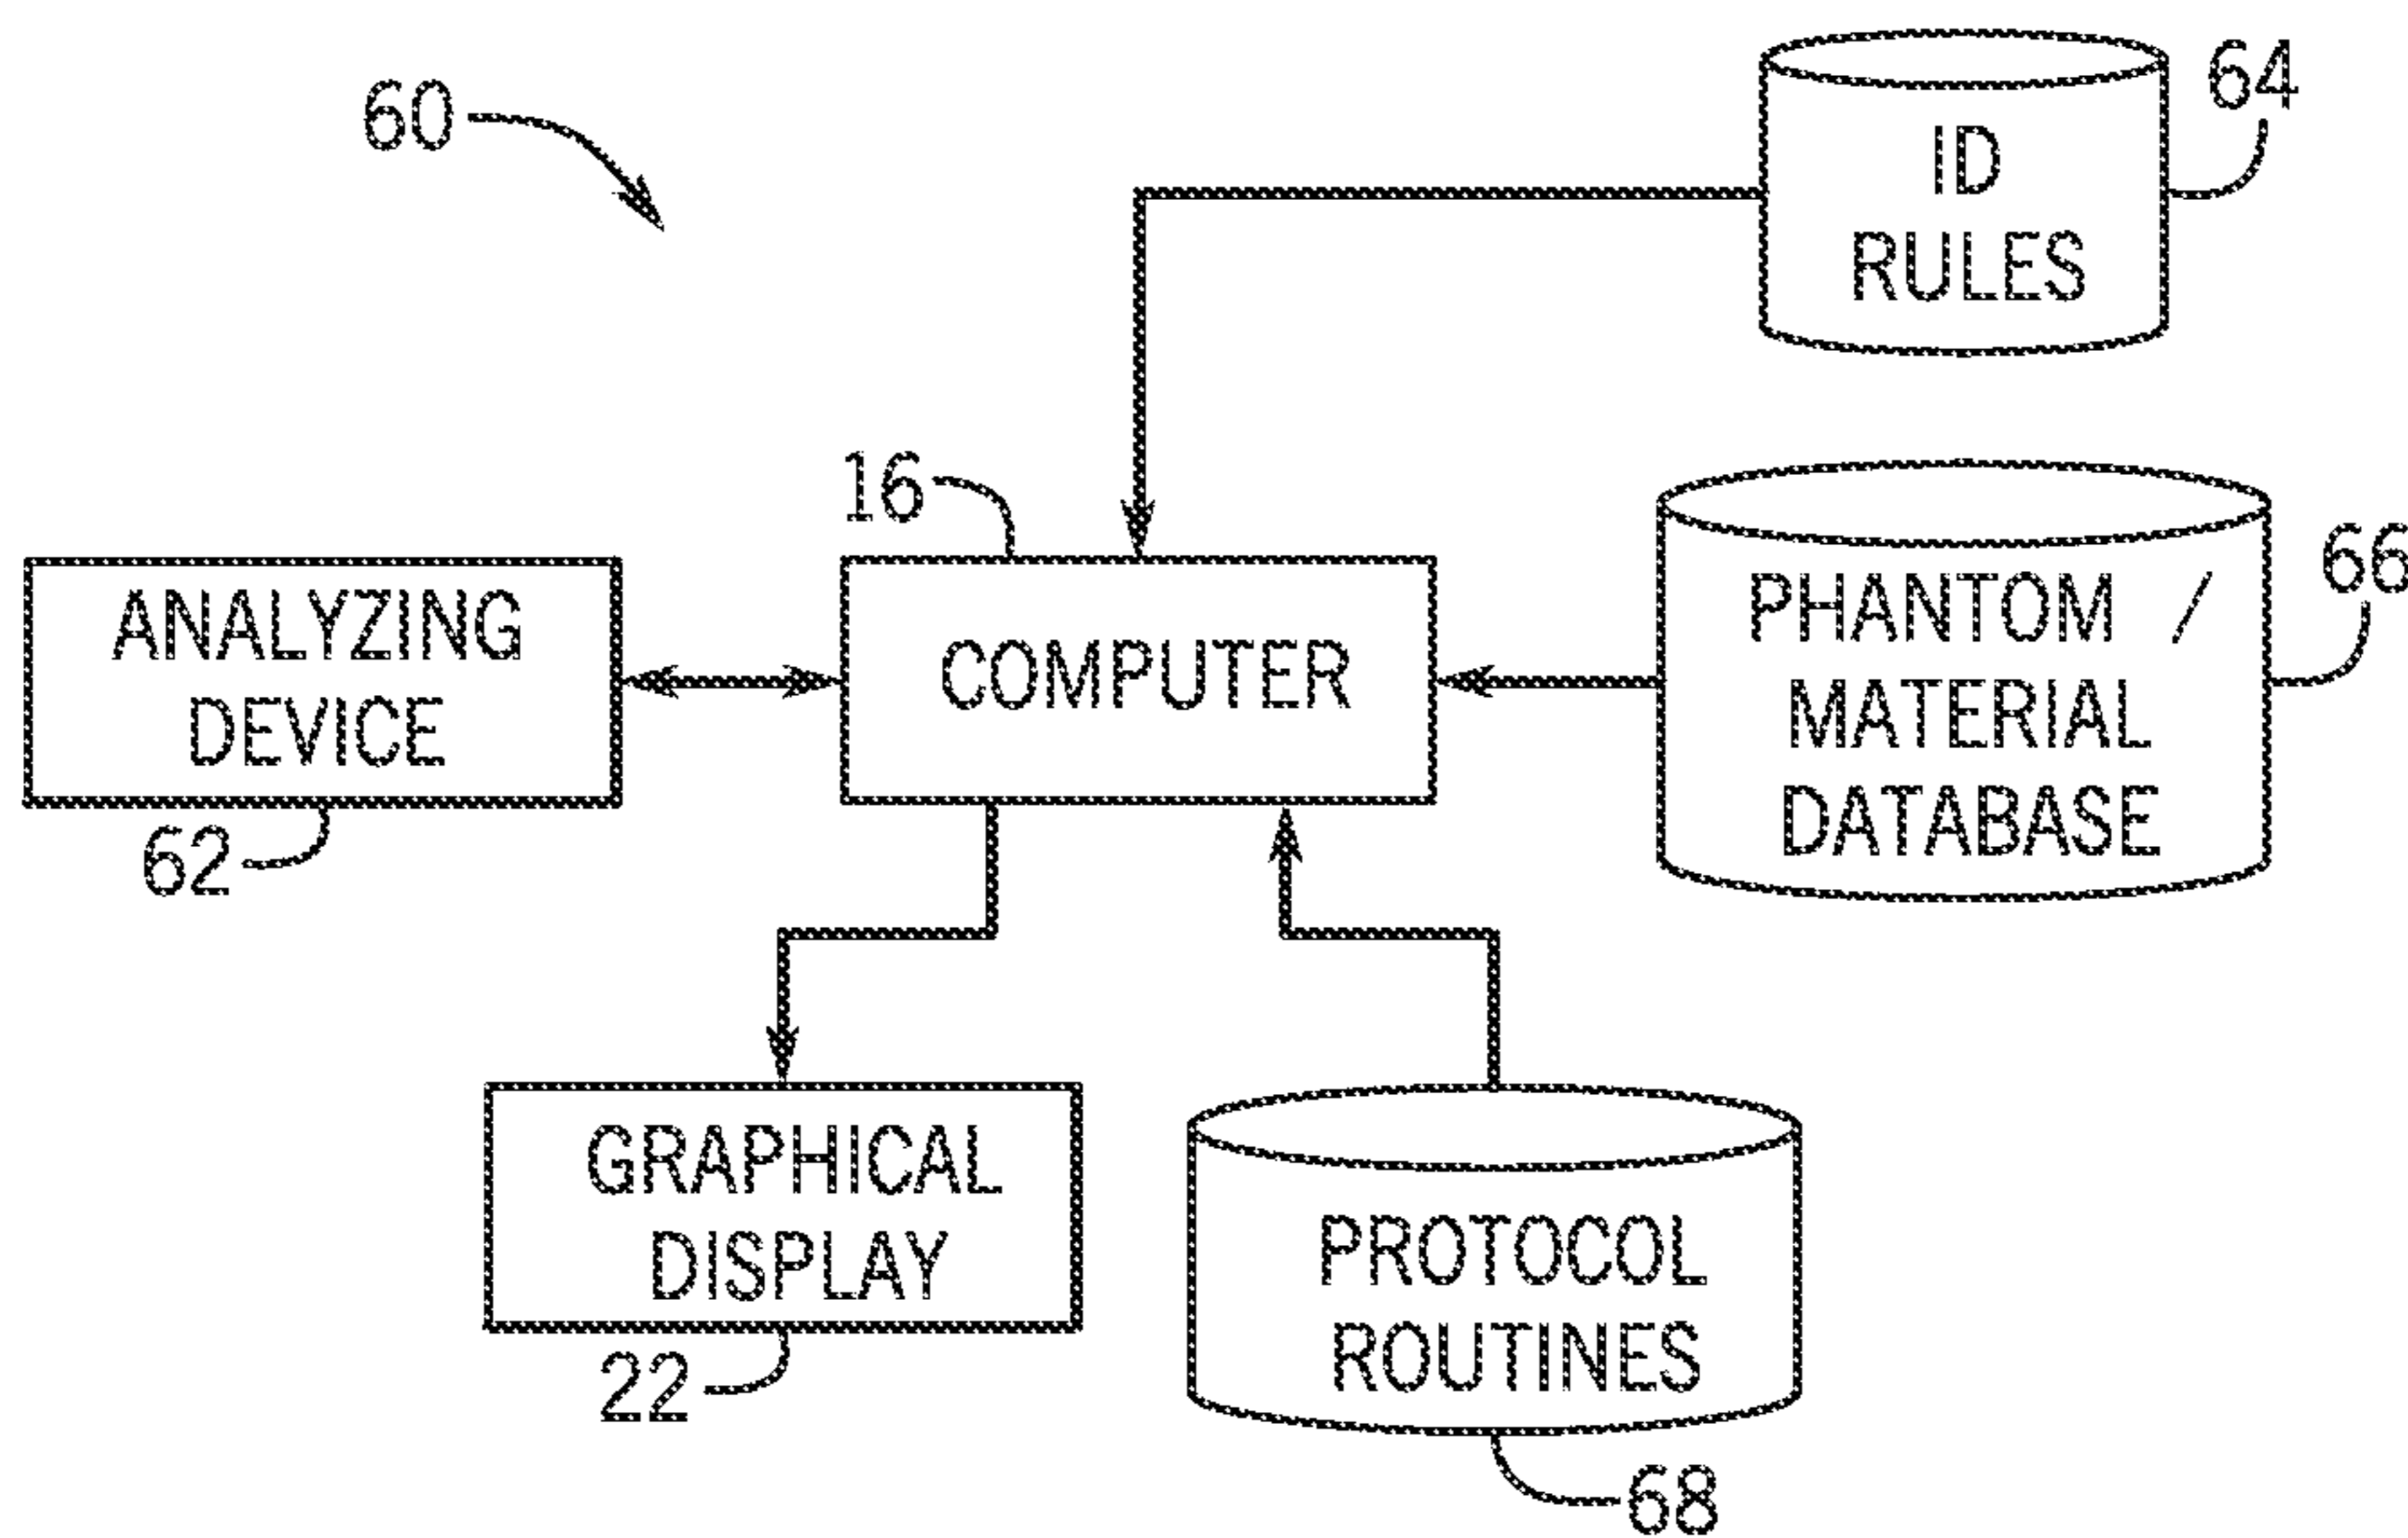 60
64
ID
RULES
16
66
ANALYZING
DEVICE
COMPUTER
PHANTOM /
MATERIAL
DATABASE
62
GRAPHICAL
DISPLAY
PROTOCOL
ROUTINES
22
68